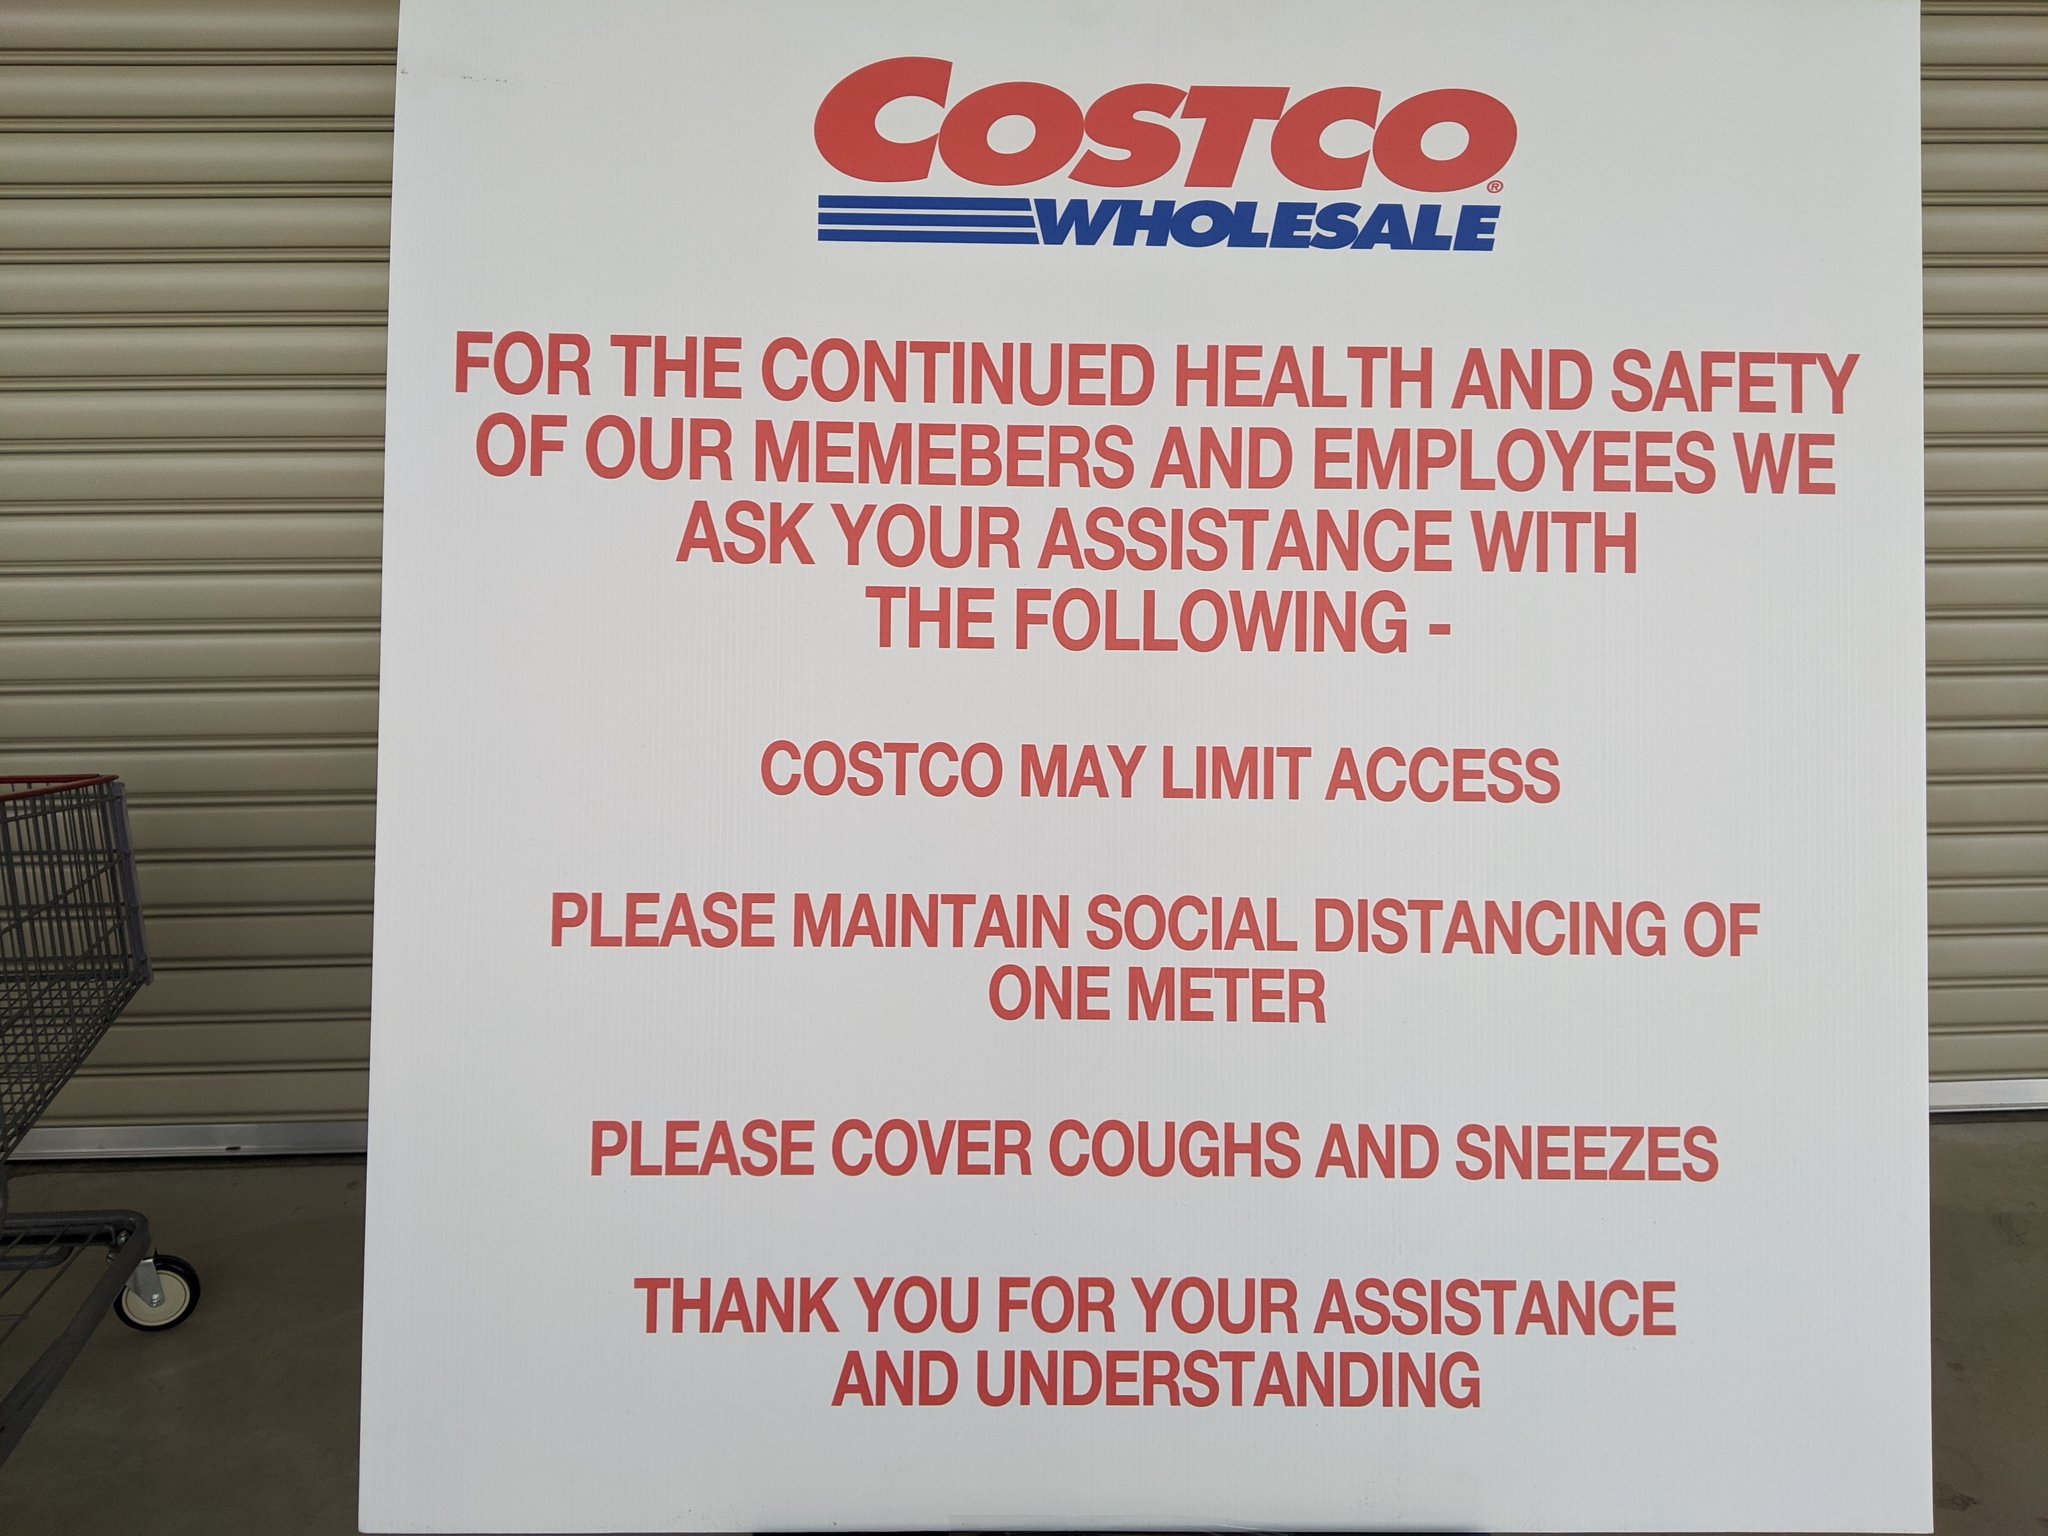 COSTCO
WHOLESALE
FOR THE CONTINUED HEALTH AND SAFETY
OF OUR MEMEBERS AND EMPLOYEES WE
ASK YOUR ASSISTANCE WITH
THE FOLLOWING -
COSTCO MAY LIMIT ACCESS
PLEASE MAINTAIN SOCIAL DISTANCING OF
ONE METER
PLEASE COVER COUGHS AND SNEEZES
THANK YOU FOR YOUR ASSISTANCE
AND UNDERSTANDING